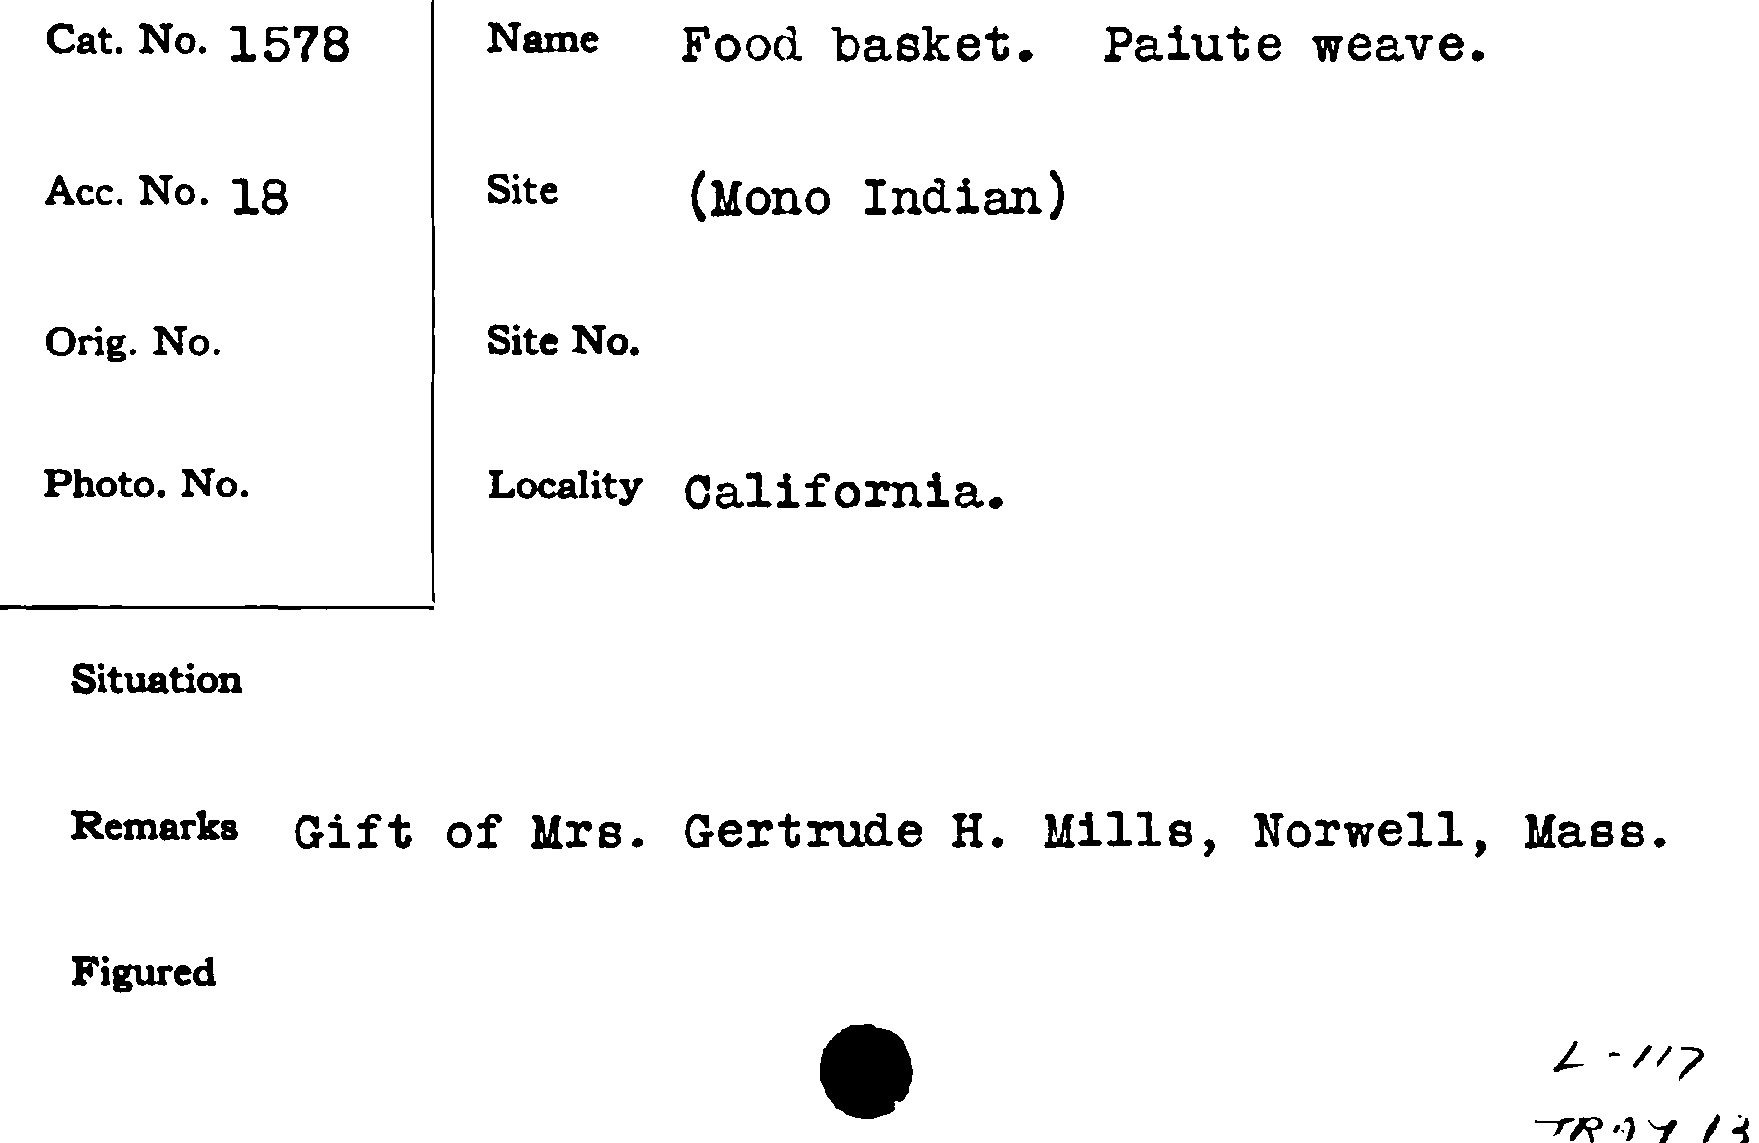 Cat. No. 1578 Name Food basket. Paiute weave.
Acc. No. 18 Site (Mono Indian)
Orig. No. Site No.
Photo. No. Locality California.
Situation
Remarks Gift of Mrs. Gertrude H. Mills, Norwell, Mass.
Figured
L-117
TRAY